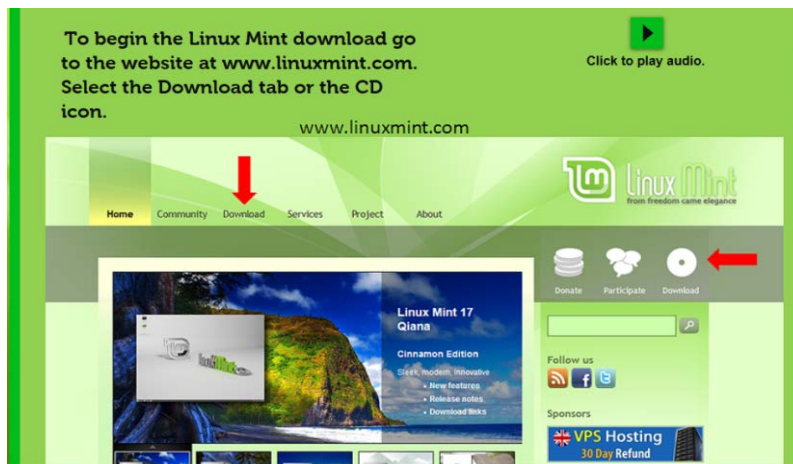 To begin the Linux Mint download go
to the website at www.linuxmint.com.
Select the Download tab or the CD
icon.
Click to play audio.
www.linuxmint.com
Linux Mint
from freedom came elegance
Home Community Download Services Project About
Donate Participate Download
Linux Mint 17
Qiana
Cinnamon Edition
Sleek, modern, innovative
• New features
• Release notes
• Download links
LinuxMint
Follow us
Sponsors
VPS Hosting
30 Day Refund